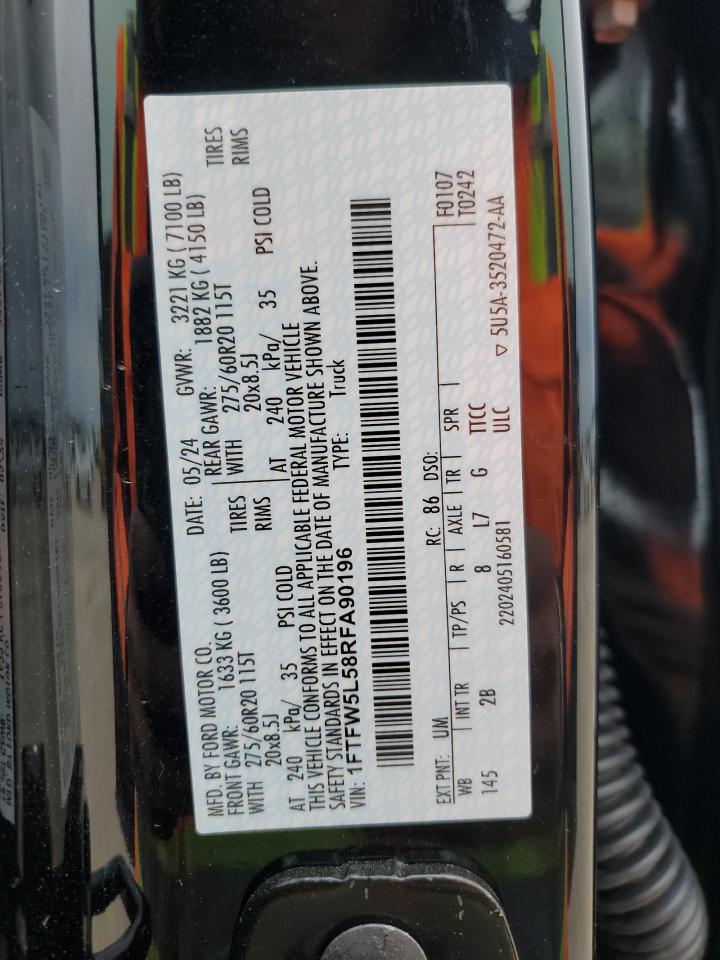 MFD. BY FORD MOTOR CO.
DATE: 05/24
GVWR: 3221 KG ( 7100 LB)
FRONT GAWR: 1633 KG ( 3600 LB)
REAR GAWR: 1882 KG ( 4150 LB)
WITH 275/60R20 115T TIRES
WITH 275/60R20 115T TIRES
20x8.5J RIMS
20x8.5J RIMS
AT 240 kPa/ 35 PSI COLD
AT 240 kPa/ 35 PSI COLD
THIS VEHICLE CONFORMS TO ALL APPLICABLE FEDERAL MOTOR VEHICLE
SAFETY STANDARDS IN EFFECT ON THE DATE OF MANUFACTURE SHOWN ABOVE.
VIN: 1FTFW5L58RFA90196
TYPE: Truck
EXT PNT: UM RC: 86 DSO: F0107
WB INT TR TP/PS R AXLE TR SPR T0242
145 2B 8 L7 G TTCC
ULC
2202405160581
▽ 5U5A-3520472-AA